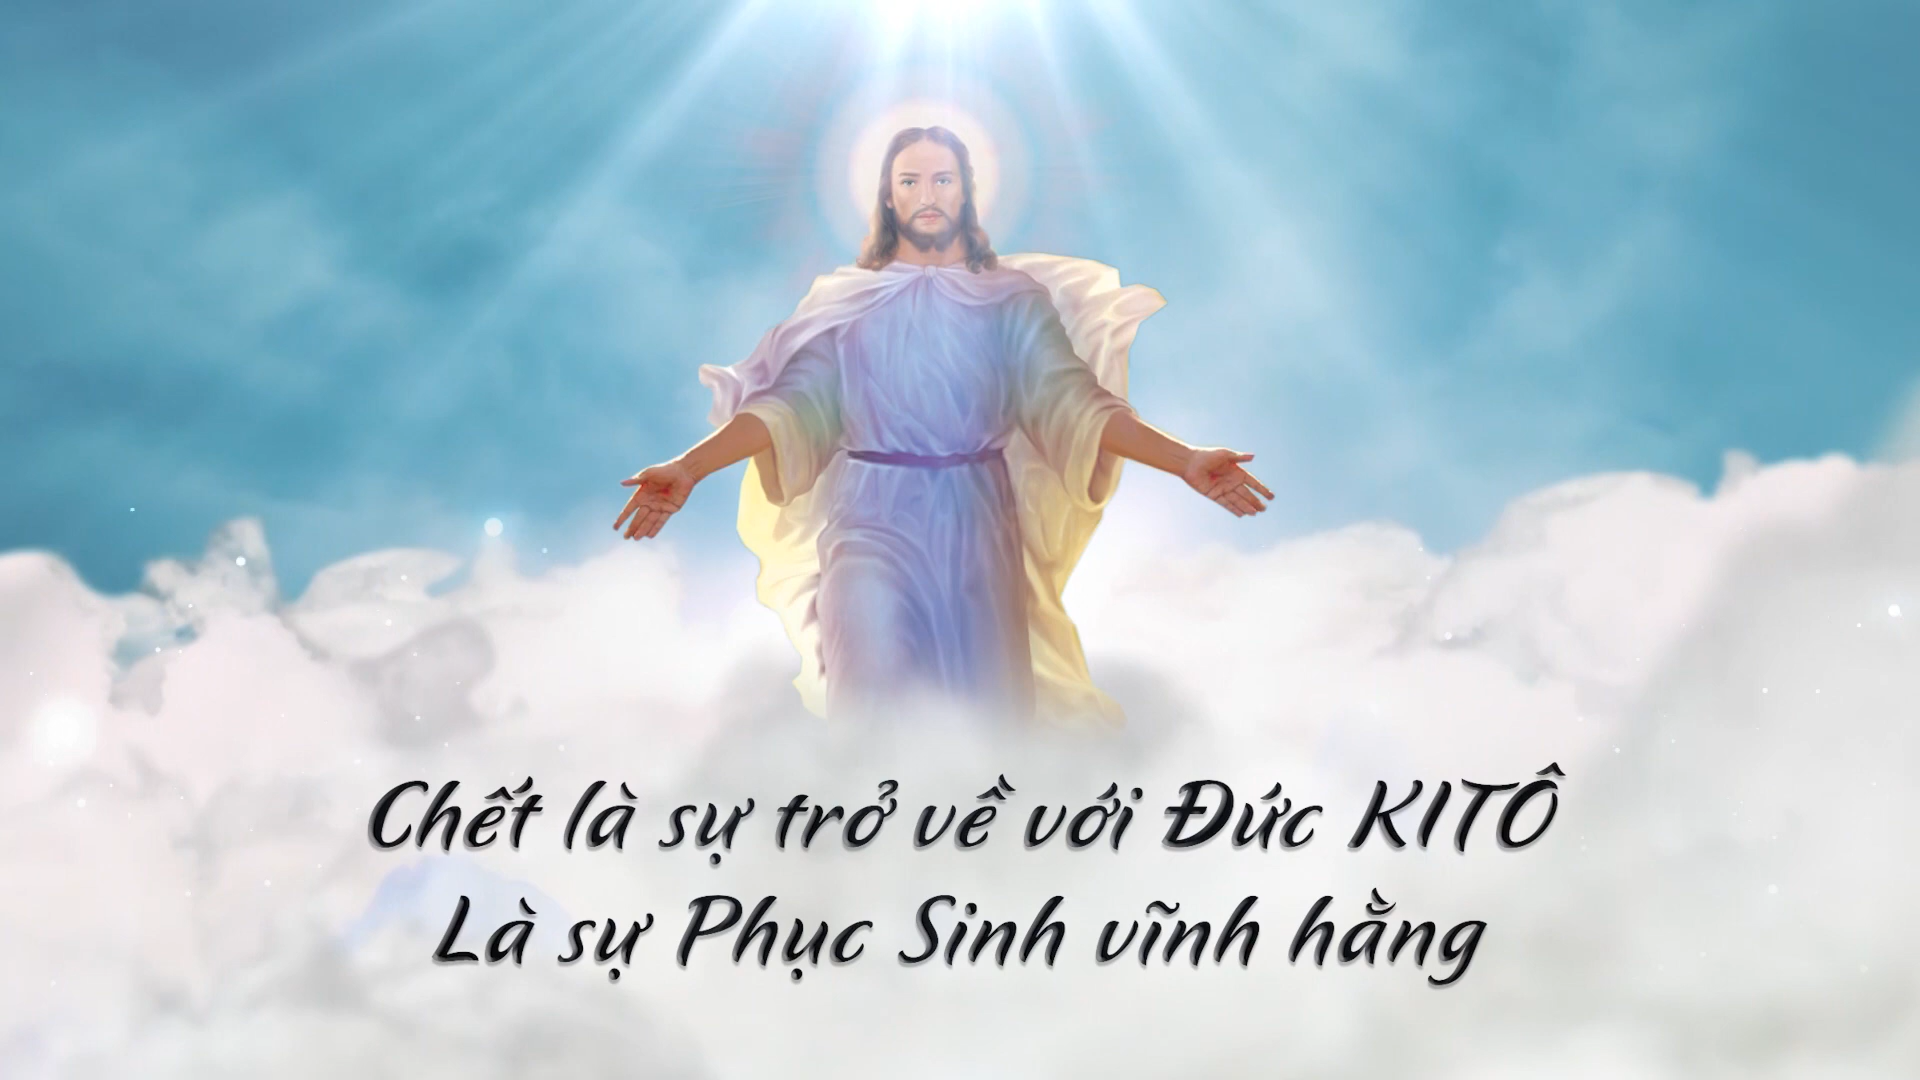 Chết là sự trở về với Đức KITÔ
Là sự Phục Sinh vĩnh hằng